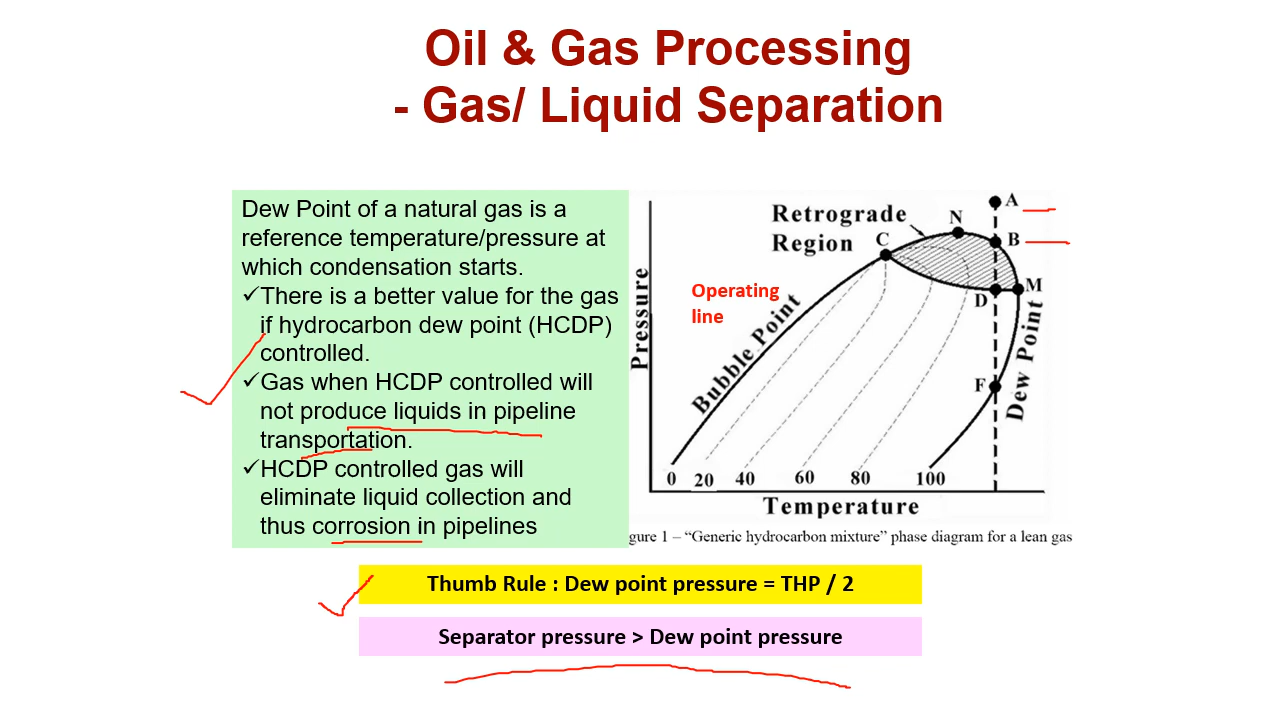 Oil & Gas Processing
- Gas/ Liquid Separation
Dew Point of a natural gas is a
reference temperature/pressure at
which condensation starts.
✓There is a better value for the gas
if hydrocarbon dew point (HCDP)
controlled.
✓Gas when HCDP controlled will
not produce liquids in pipeline
transportation.
✓HCDP controlled gas will
eliminate liquid collection and
thus corrosion in pipelines
Pressure
Retrograde
Region
Operating
line
Bubble Point
Dew Point
A
N
B
C
D
M
F
0 20 40 60 80 100
Temperature
gure 1 – “Generic hydrocarbon mixture” phase diagram for a lean gas
Thumb Rule : Dew point pressure = THP / 2
Separator pressure > Dew point pressure